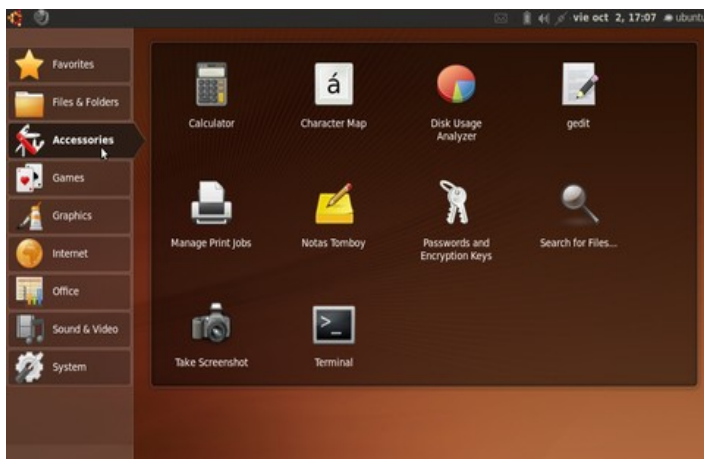 vie oct 2, 17:07 ubuntu
Favorites
Files & Folders
Accessories
Games
Graphics
Internet
Office
Sound & Video
System
Calculator
Character Map
Disk Usage
Analyzer
gedit
Manage Print Jobs
Notas Tomboy
Passwords and
Encryption Keys
Search for Files...
Take Screenshot
Terminal
á
>_